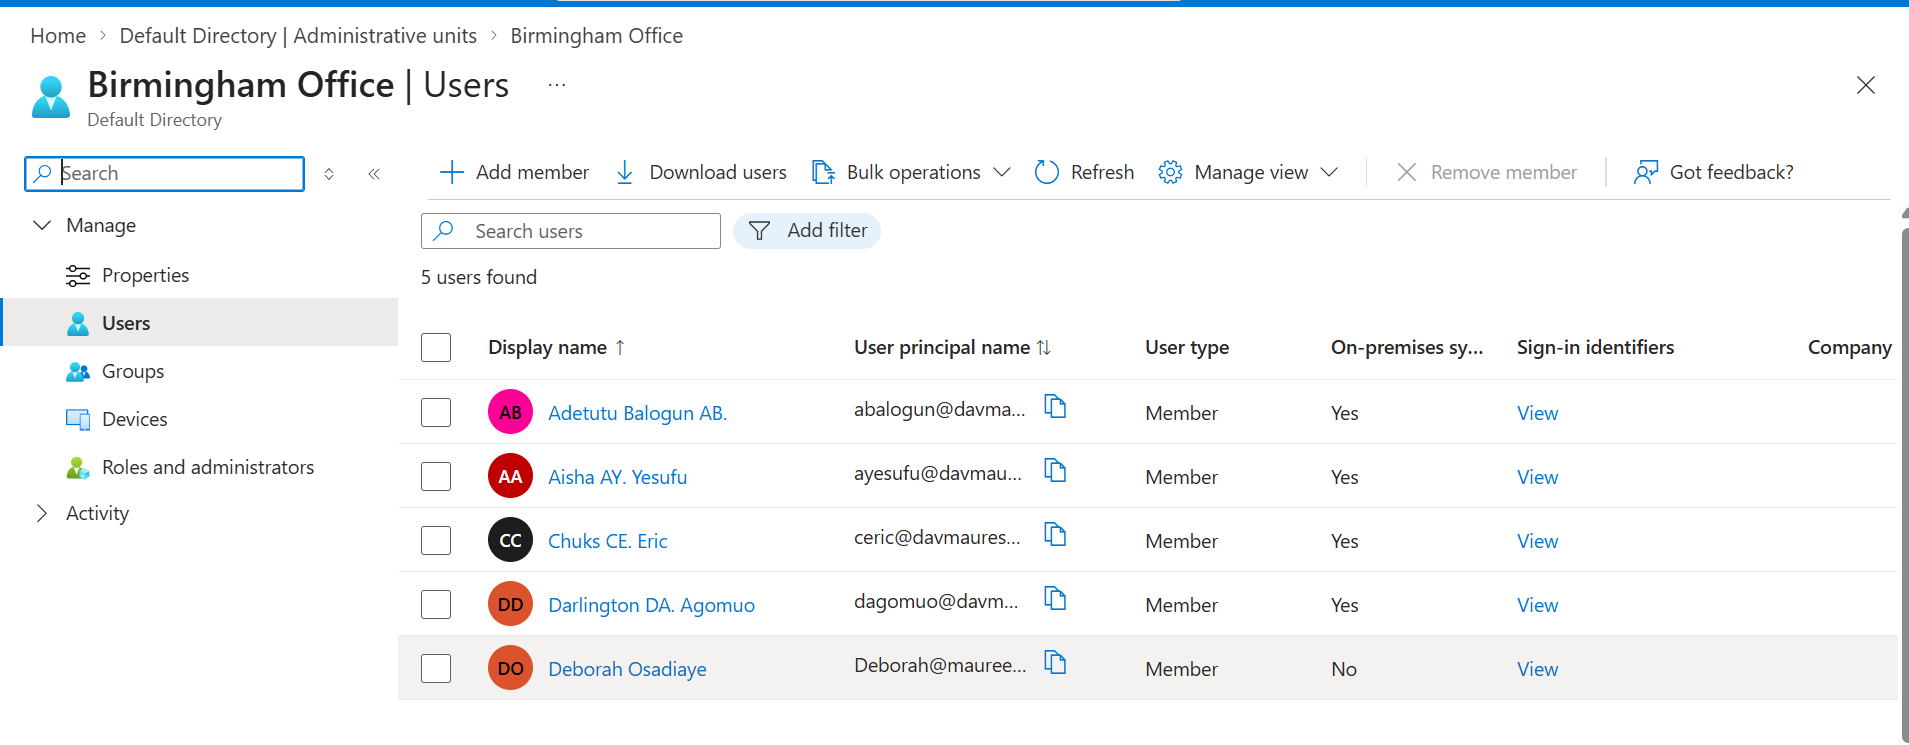 Home > Default Directory | Administrative units > Birmingham Office
Birmingham Office | Users ...
Default Directory
Search
Add member Download users Bulk operations Refresh Manage view Remove member Got feedback?
Manage
Properties
Users
Groups
Devices
Roles and administrators
Activity
Search users Add filter
5 users found
Display name ↑ User principal name ↑↓ User type On-premises sy... Sign-in identifiers Company
AB Adetutu Balogun AB. abalogun@davma... Member Yes View
AA Aisha AY. Yesufu ayesufu@davmau... Member Yes View
CC Chuks CE. Eric ceric@davmaures... Member Yes View
DD Darlington DA. Agomuo dagomuo@davm... Member Yes View
DO Deborah Osadiaye Deborah@mauree... Member No View